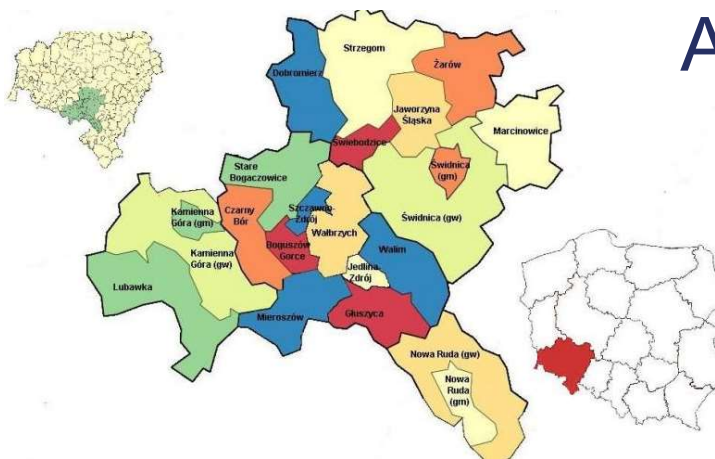 A
Strzegom
Żarów
Dobromierz
Jaworzyna
Śląska
Marcinowice
Świebodzice
Stare
Bogaczowice
Świdnica
(gm)
Kamienna
Góra (gm)
Czarny
Bór
Szczawno-
Zdrój
Świdnica (gw)
Wałbrzych
Walim
Boguszów
Gorce
Kamienna
Góra (gw)
Jedlina-
Zdrój
Lubawka
Mieroszów
Głuszyca
Nowa Ruda (gw)
Nowa
Ruda
(gm)